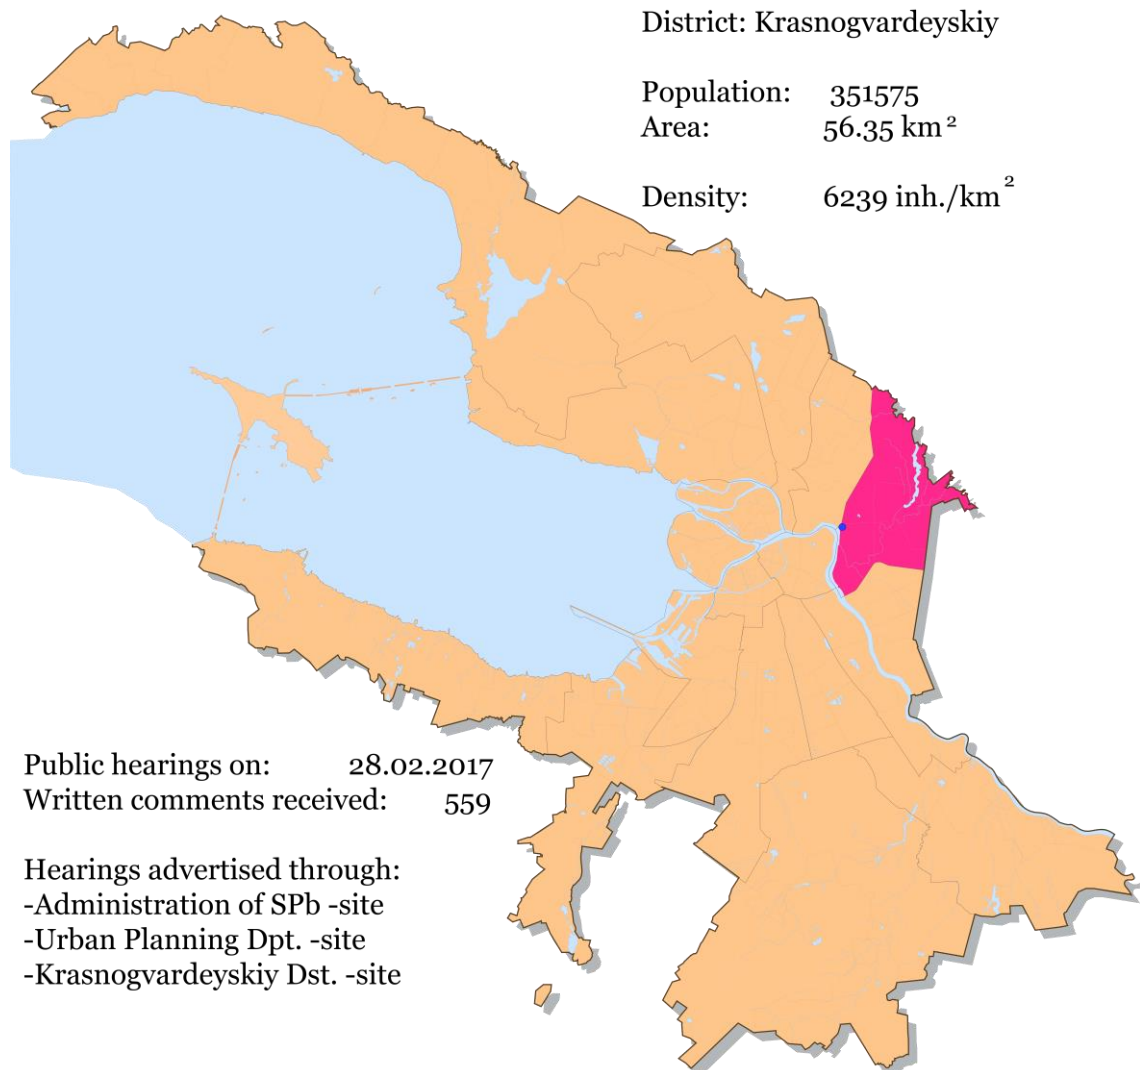 District: Krasnogvardeyskiy
Population: 351575
Area: 56.35 km²
Density: 6239 inh./km²
Public hearings on: 28.02.2017
Written comments received: 559
Hearings advertised through:
-Administration of SPb -site
-Urban Planning Dpt. -site
-Krasnogvardeyskiy Dst. -site